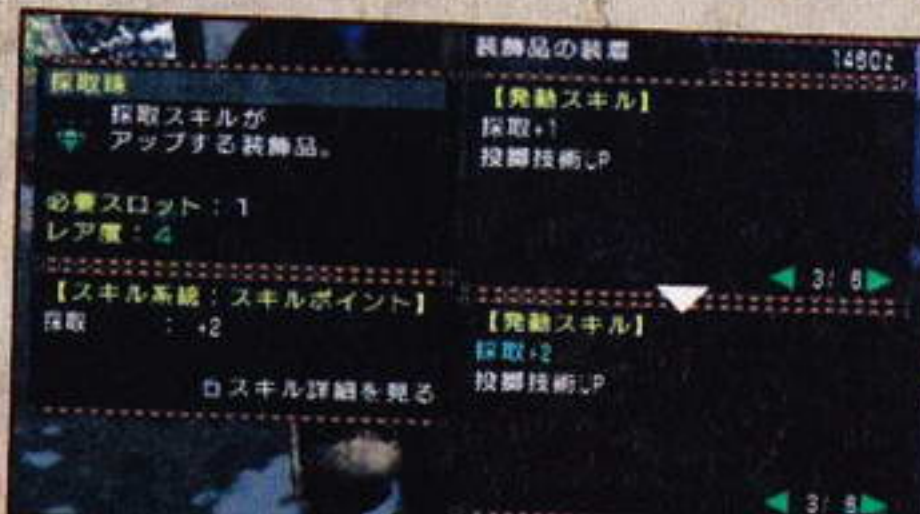 採取珠
採取スキルが
アップする装飾品。
必要スロット：1
レア度：4
【スキル系統：スキルポイント】
採取　：　+2
スキル詳細を見る
装飾品の装着
1460z
【発動スキル】
採取+1
投擲技術UP
3/ 6
【発動スキル】
採取+2
投擲技術UP
3/ 6